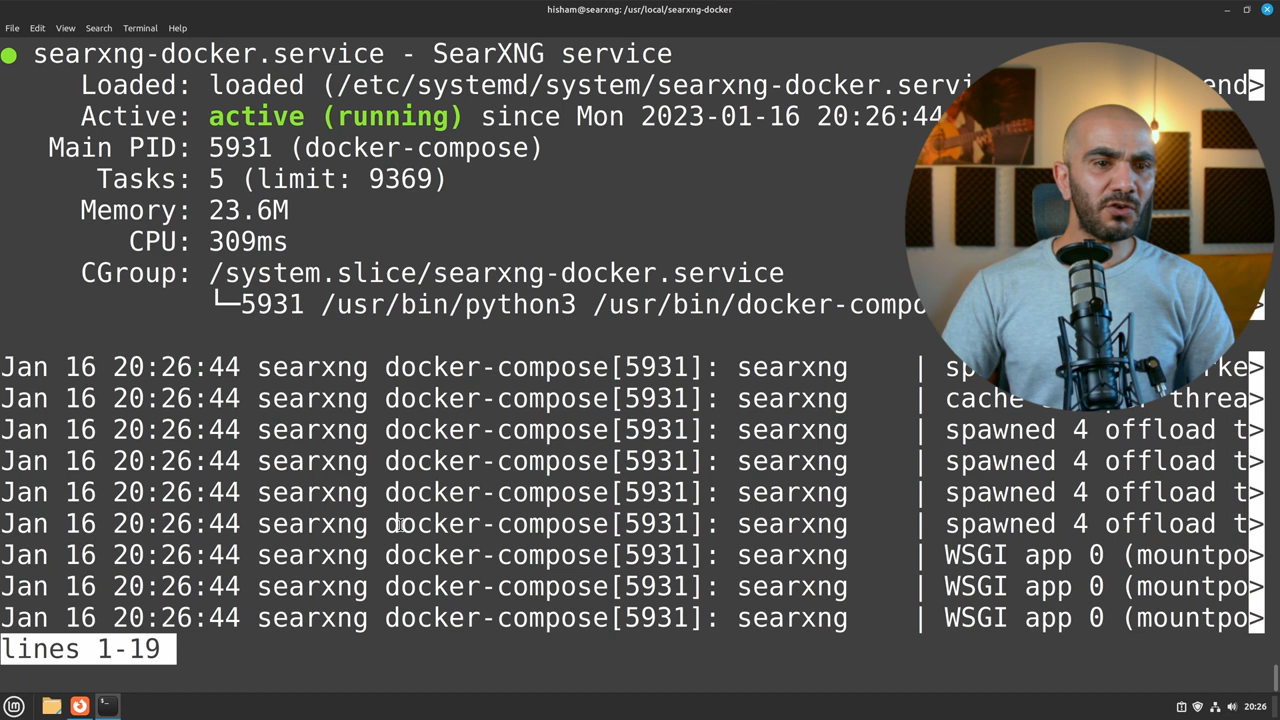 hisham@searxng: /usr/local/searxng-docker
File Edit View Search Terminal Help
● searxng-docker.service - SearXNG service
Loaded: loaded (/etc/systemd/system/searxng-docker.servi end>
Active: active (running) since Mon 2023-01-16 20:26:44
Main PID: 5931 (docker-compose)
Tasks: 5 (limit: 9369)
Memory: 23.6M
CPU: 309ms
CGroup: /system.slice/searxng-docker.service
└─5931 /usr/bin/python3 /usr/bin/docker-compo >
Jan 16 20:26:44 searxng docker-compose[5931]: searxng | sp rke>
Jan 16 20:26:44 searxng docker-compose[5931]: searxng | cache threa>
Jan 16 20:26:44 searxng docker-compose[5931]: searxng | spawned 4 offload t>
Jan 16 20:26:44 searxng docker-compose[5931]: searxng | spawned 4 offload t>
Jan 16 20:26:44 searxng docker-compose[5931]: searxng | spawned 4 offload t>
Jan 16 20:26:44 searxng docker-compose[5931]: searxng | spawned 4 offload t>
Jan 16 20:26:44 searxng docker-compose[5931]: searxng | WSGI app 0 (mountpo>
Jan 16 20:26:44 searxng docker-compose[5931]: searxng | WSGI app 0 (mountpo>
Jan 16 20:26:44 searxng docker-compose[5931]: searxng | WSGI app 0 (mountpo>
lines 1-19
20:26